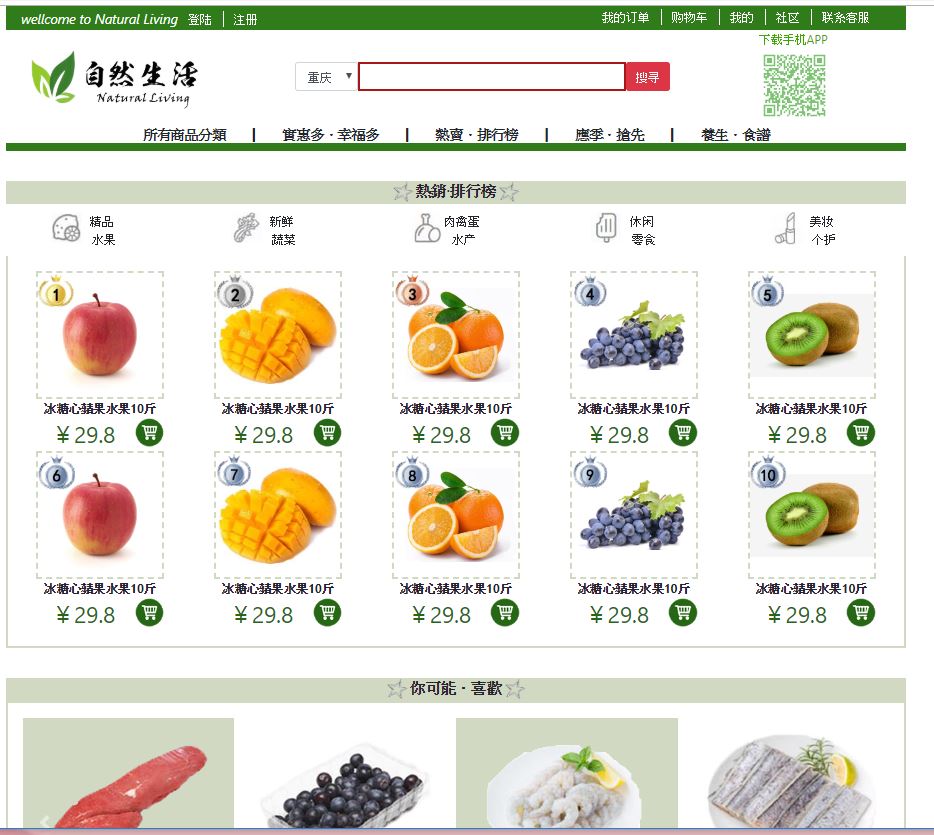 wellcome to Natural Living 登陆 注册 我的订单 购物车 我的 社区 联系客服
下载手机APP
自然生活
Natural Living
重庆 搜寻
所有商品分類 實惠多·幸福多 熱賣·排行榜 應季·搶先 養生·食譜
熱銷·排行榜
精品 水果
新鮮 蔬菜
肉禽蛋 水产
休闲 零食
美妆 个护
1 2 3 4 5
冰糖心蘋果水果10斤 冰糖心蘋果水果10斤 冰糖心蘋果水果10斤 冰糖心蘋果水果10斤 冰糖心蘋果水果10斤
¥29.8 ¥29.8 ¥29.8 ¥29.8 ¥29.8
6 7 8 9 10
冰糖心蘋果水果10斤 冰糖心蘋果水果10斤 冰糖心蘋果水果10斤 冰糖心蘋果水果10斤 冰糖心蘋果水果10斤
¥29.8 ¥29.8 ¥29.8 ¥29.8 ¥29.8
你可能·喜歡